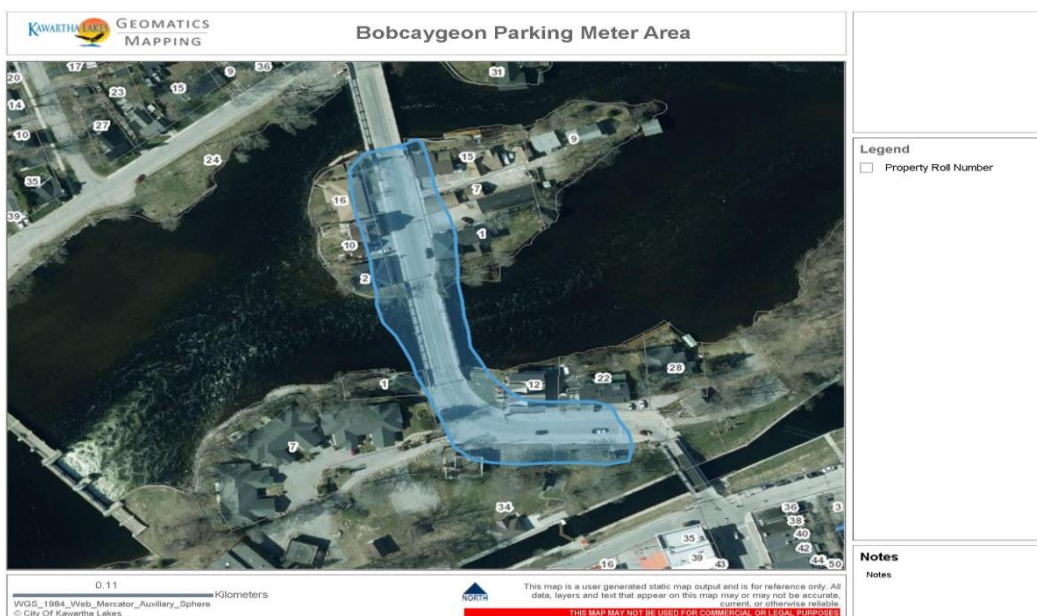 KAWARTHA LAKES
GEOMATICS
MAPPING
Bobcaygeon Parking Meter Area
20
17
9
36
31
23
15
14
27
10
24
15
9
35
7
16
39
1
10
2
28
1
12
22
7
34
36
3
38
35
40
42
39
44
50
16
43
Legend
Property Roll Number
Notes
Notes
0.11
Kilometers
WGS_1984_Web_Mercator_Auxiliary_Sphere
© City Of Kawartha Lakes
NORTH
This map is a user generated static map output and is for reference only. All
data, layers and text that appear on this map may or may not be accurate,
current, or otherwise reliable.
THIS MAP MAY NOT BE USED FOR COMMERCIAL OR LEGAL PURPOSES